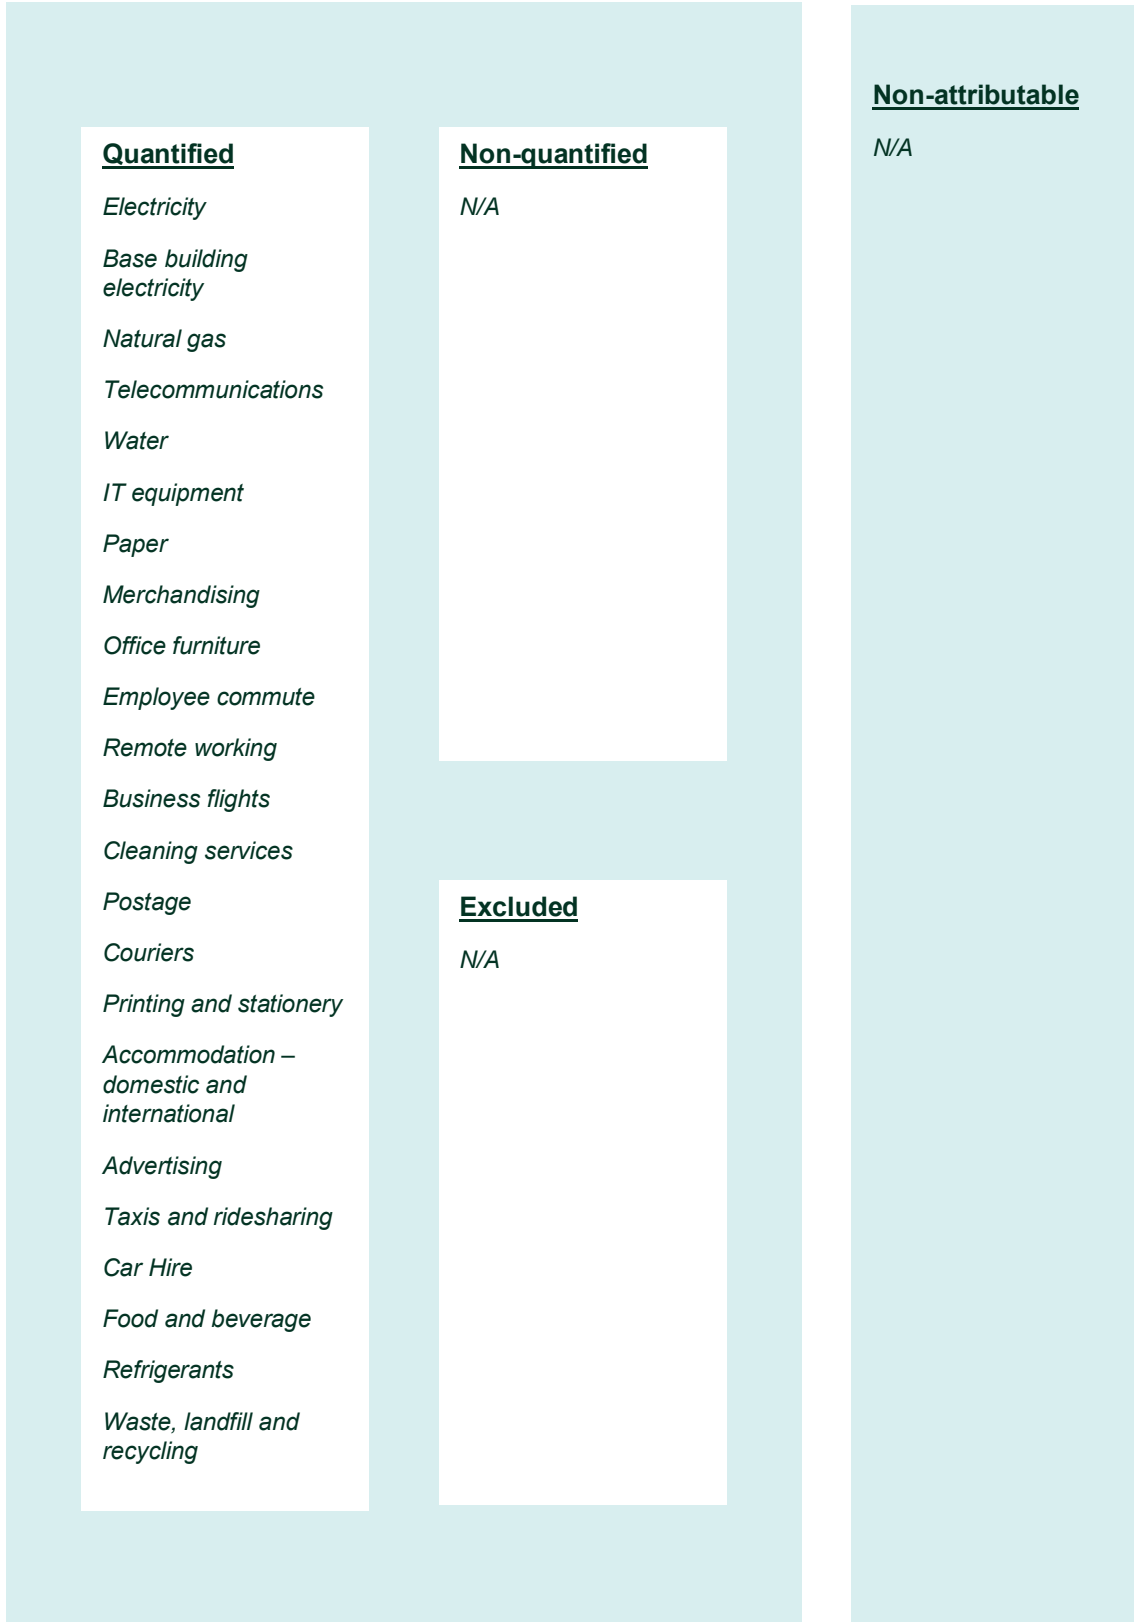 Quantified
Electricity
Base building
electricity
Natural gas
Telecommunications
Water
IT equipment
Paper
Merchandising
Office furniture
Employee commute
Remote working
Business flights
Cleaning services
Postage
Couriers
Printing and stationery
Accommodation –
domestic and
international
Advertising
Taxis and ridesharing
Car Hire
Food and beverage
Refrigerants
Waste, landfill and
recycling
Non-quantified
N/A
Excluded
N/A
Non-attributable
N/A